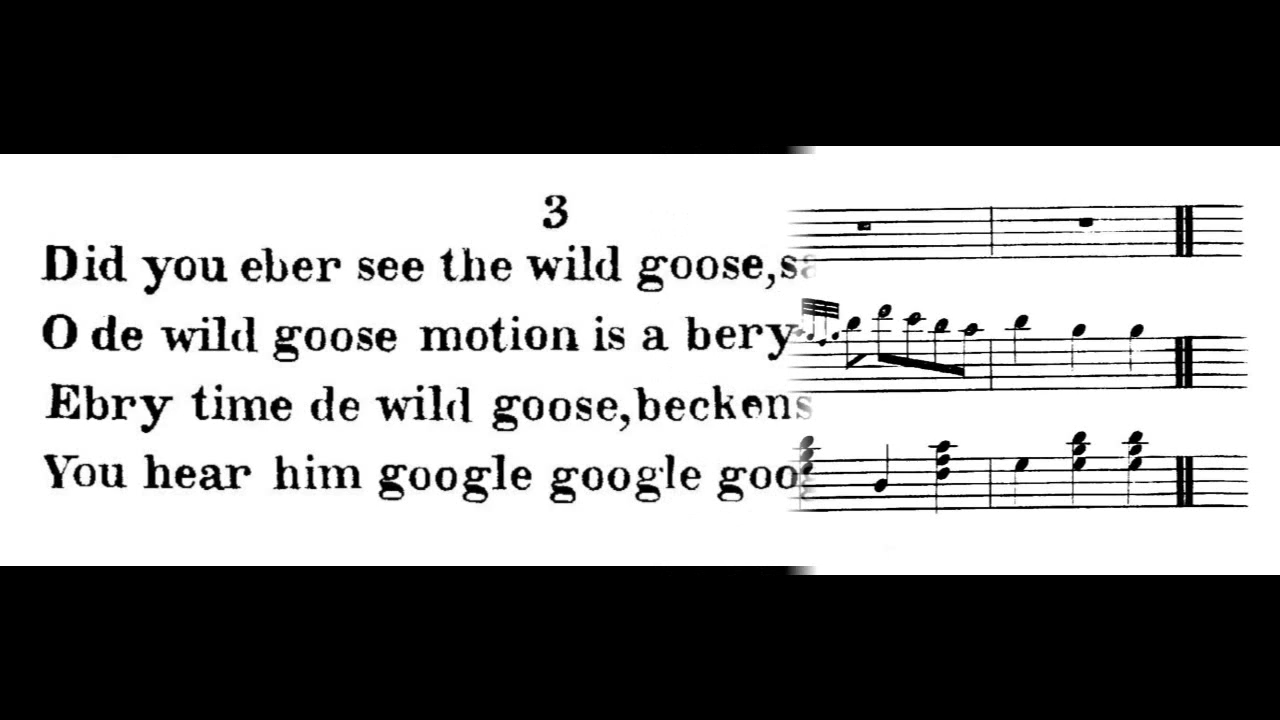 3
Did you eber see the wild goose,
O de wild goose motion is a bery
Ebry time de wild goose, beckens
You hear him google google